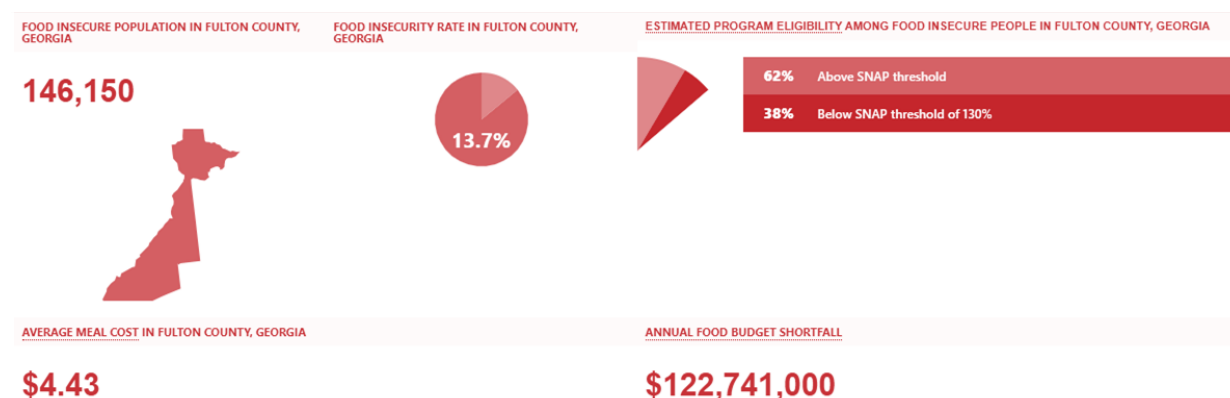 FOOD INSECURE POPULATION IN FULTON COUNTY,
GEORGIA
146,150
FOOD INSECURITY RATE IN FULTON COUNTY,
GEORGIA
13.7%
ESTIMATED PROGRAM ELIGIBILITY AMONG FOOD INSECURE PEOPLE IN FULTON COUNTY, GEORGIA
62% Above SNAP threshold
38% Below SNAP threshold of 130%
AVERAGE MEAL COST IN FULTON COUNTY, GEORGIA
$4.43
ANNUAL FOOD BUDGET SHORTFALL
$122,741,000